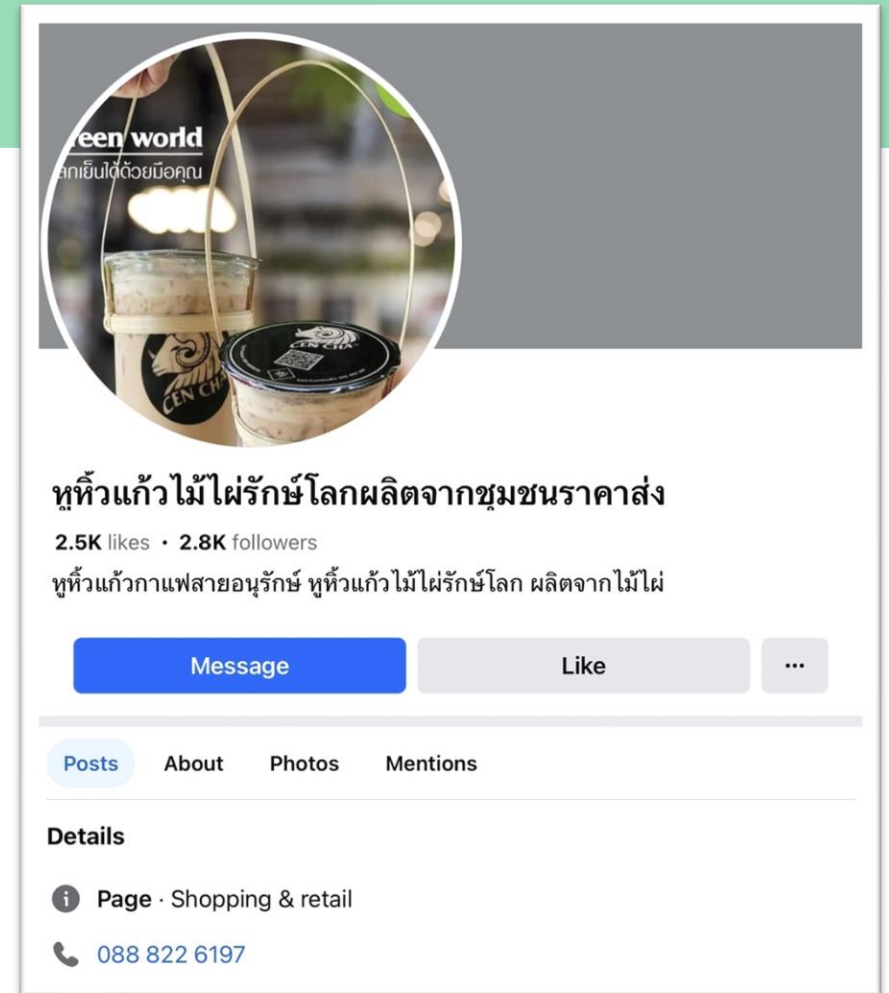 een world
ลกเย็นได้ด้วยมือคุณ
CEN CHA
CEN CHA
หูหิ้วแก้วไม้ไผ่รักษ์โลกผลิตจากชุมชนราคาส่ง
2.5K likes • 2.8K followers
หูหิ้วแก้วกาแฟสายอนุรักษ์ หูหิ้วแก้วไม้ไผ่รักษ์โลก ผลิตจากไม้ไผ่
Message
Like
...
Posts About Photos Mentions
Details
Page · Shopping & retail
088 822 6197